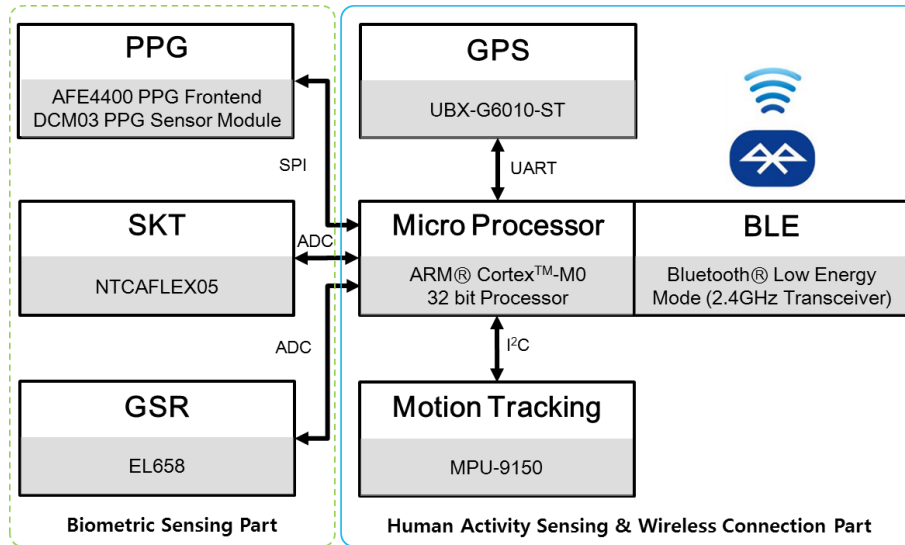 PPG
AFE4400 PPG Frontend
DCM03 PPG Sensor Module
SPI
SKT
NTCAFLEX05
ADC
ADC
GSR
EL658
Biometric Sensing Part
GPS
UBX-G6010-ST
UART
Micro Processor
ARM® Cortex™-M0
32 bit Processor
BLE
Bluetooth® Low Energy
Mode (2.4GHz Transceiver)
I²C
Motion Tracking
MPU-9150
Human Activity Sensing & Wireless Connection Part